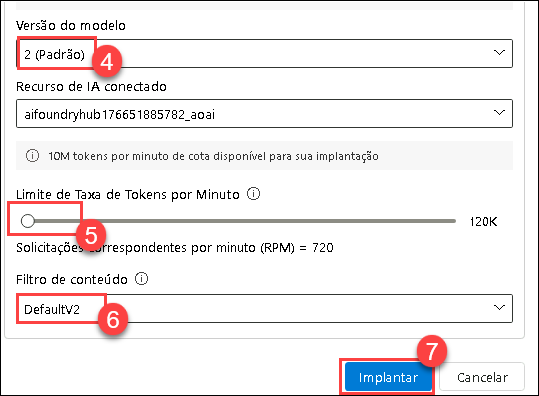 Versão do modelo
2 (Padrão)
4
Recurso de IA conectado
aifoundryhub176651885782_aoai
10M tokens por minuto de cota disponível para sua implantação
Limite de Taxa de Tokens por Minuto
5
120K
Solicitações correspondentes por minuto (RPM) = 720
Filtro de conteúdo
DefaultV2
6
7
Implantar
Cancelar